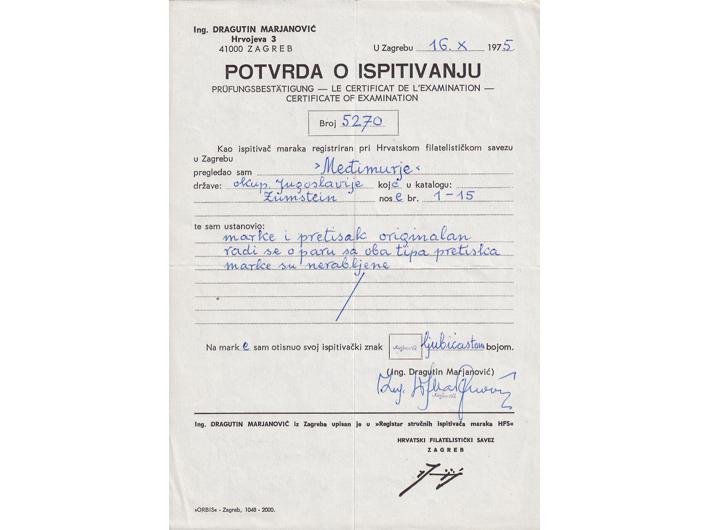 Ing. DRAGUTIN MARJANOVIĆ
Hrvojeva 3
41000 ZAGREB
U Zagrebu 16. X 1975
POTVRDA O ISPITIVANJU
PRÜFUNGSBESTÄTIGUNG — LE CERTIFICAT DE L'EXAMINATION —
CERTIFICATE OF EXAMINATION
Broj 5270
Kao ispitivač maraka registriran pri Hrvatskom filatelističkom savezu
u Zagrebu
pregledao sam »Međimurje«
države: okup. Jugoslavije koje u katalogu:
Zumstein nose br. 1-15
te sam ustanovio:
marke i pretisak originalan
radi se o paru sa oba tipa pretiska
marke su nerabljene
Na mark e sam otisnuo svoj ispitivački znak ljubičastom bojom.
(Ing. Dragutin Marjanović)
Ing. DRAGUTIN MARJANOVIĆ iz Zagreba upisan je u »Registar stručnih ispitivača maraka HFS«
HRVATSKI FILATELISTIČKI SAVEZ
ZAGREB
»ORBIS« - Zagreb, 1048 - 2000.